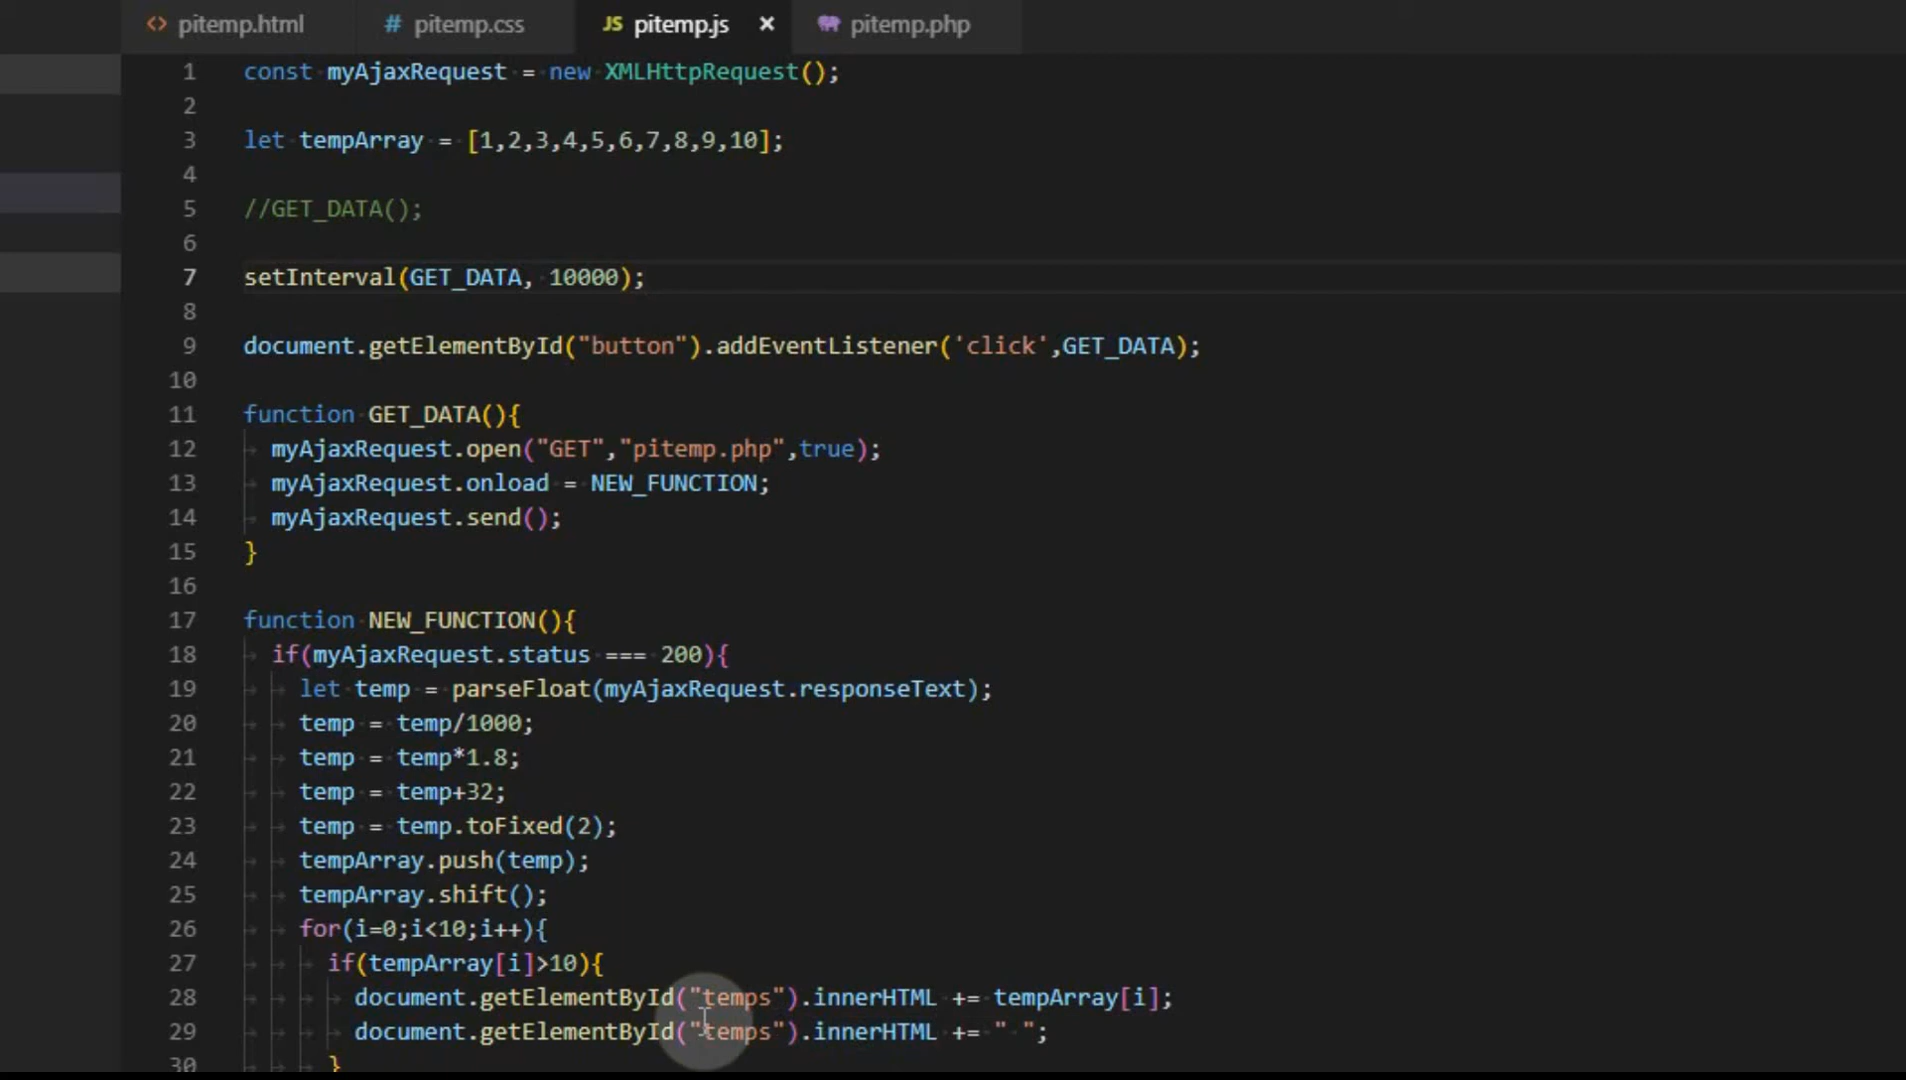 pitemp.html # pitemp.css JS pitemp.js × pitemp.php
1 const myAjaxRequest = new XMLHttpRequest();
2
3 let tempArray = [1,2,3,4,5,6,7,8,9,10];
4
5 //GET_DATA();
6
7 setInterval(GET_DATA, 10000);
8
9 document.getElementById("button").addEventListener('click',GET_DATA);
10
11 function GET_DATA(){
12 myAjaxRequest.open("GET","pitemp.php",true);
13 myAjaxRequest.onload = NEW_FUNCTION;
14 myAjaxRequest.send();
15 }
16
17 function NEW_FUNCTION(){
18 if(myAjaxRequest.status === 200){
19 let temp = parseFloat(myAjaxRequest.responseText);
20 temp = temp/1000;
21 temp = temp*1.8;
22 temp = temp+32;
23 temp = temp.toFixed(2);
24 tempArray.push(temp);
25 tempArray.shift();
26 for(i=0;i<10;i++){
27 if(tempArray[i]>10){
28 document.getElementById("temps").innerHTML += tempArray[i];
29 document.getElementById("temps").innerHTML += " ";
30 }